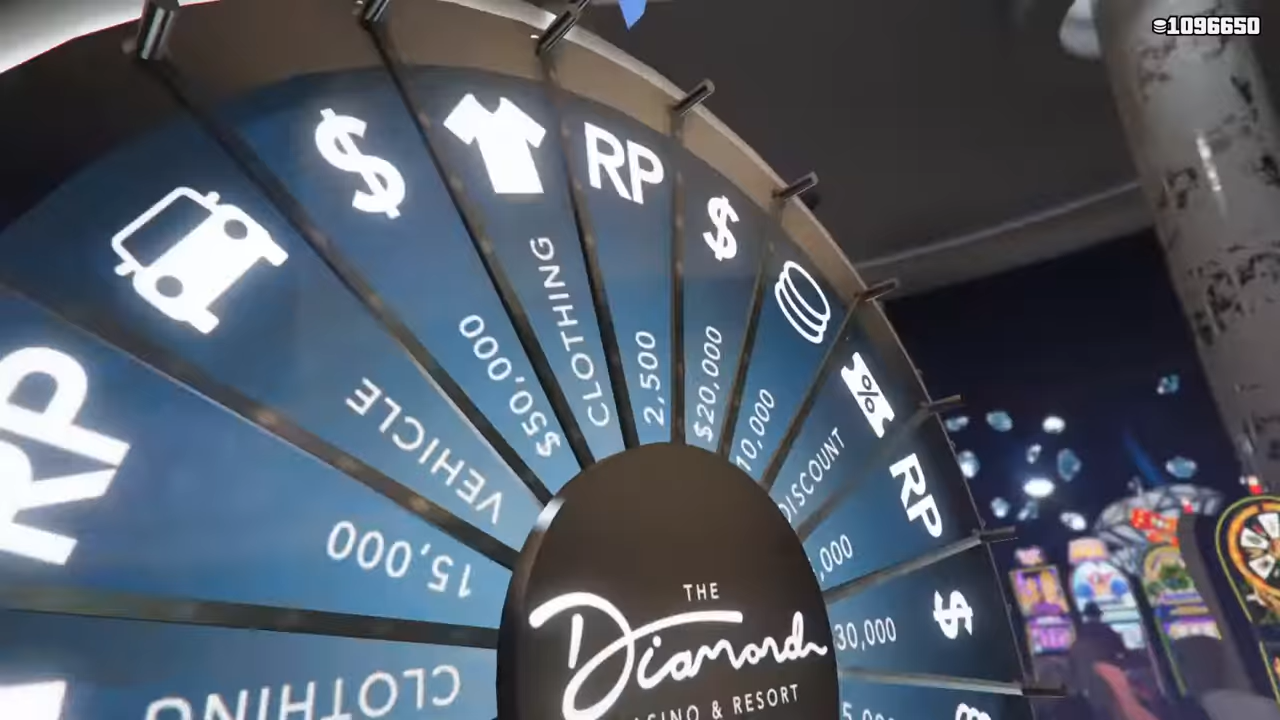 1096650
$
RP
$
RP
%
RP
$
$50,000
CLOTHING
2,500
$20,000
10,000
DISCOUNT
,000
30,000
VEHICLE
15,000
CLOTHING
THE
Diamond
& RESORT